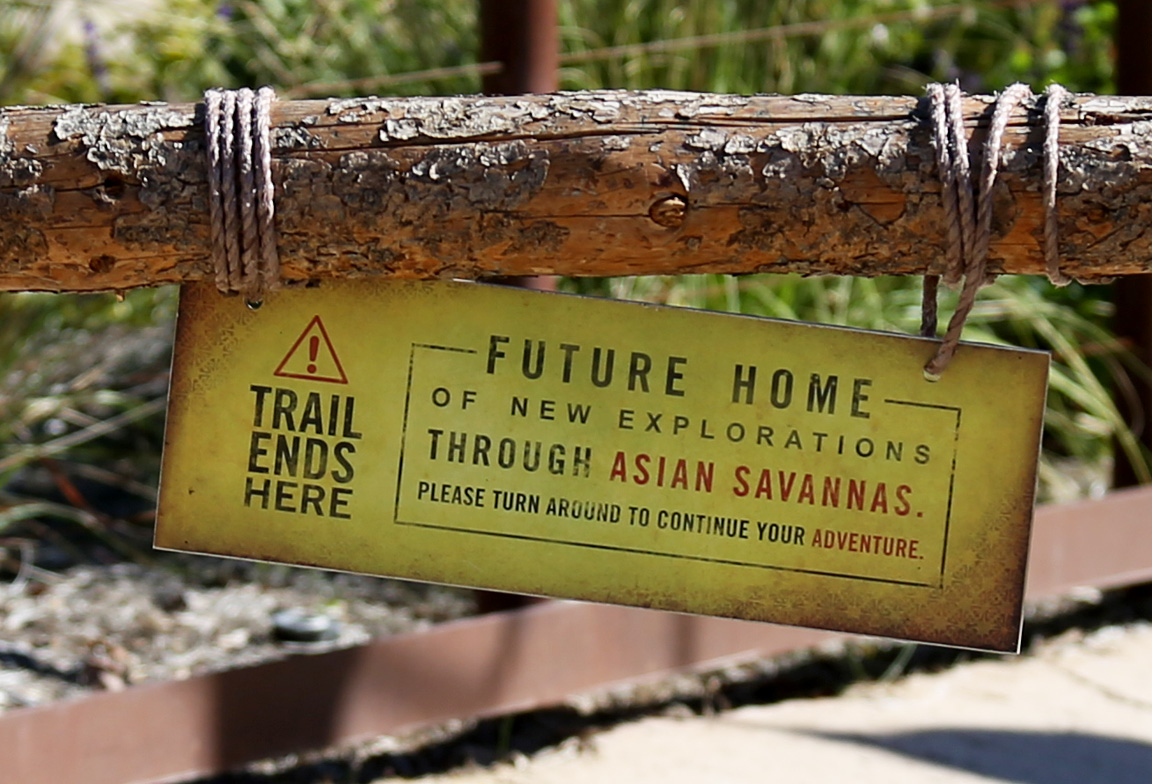 TRAIL
ENDS
HERE
FUTURE HOME
OF NEW EXPLORATIONS
THROUGH ASIAN SAVANNAS.
PLEASE TURN AROUND TO CONTINUE YOUR ADVENTURE.